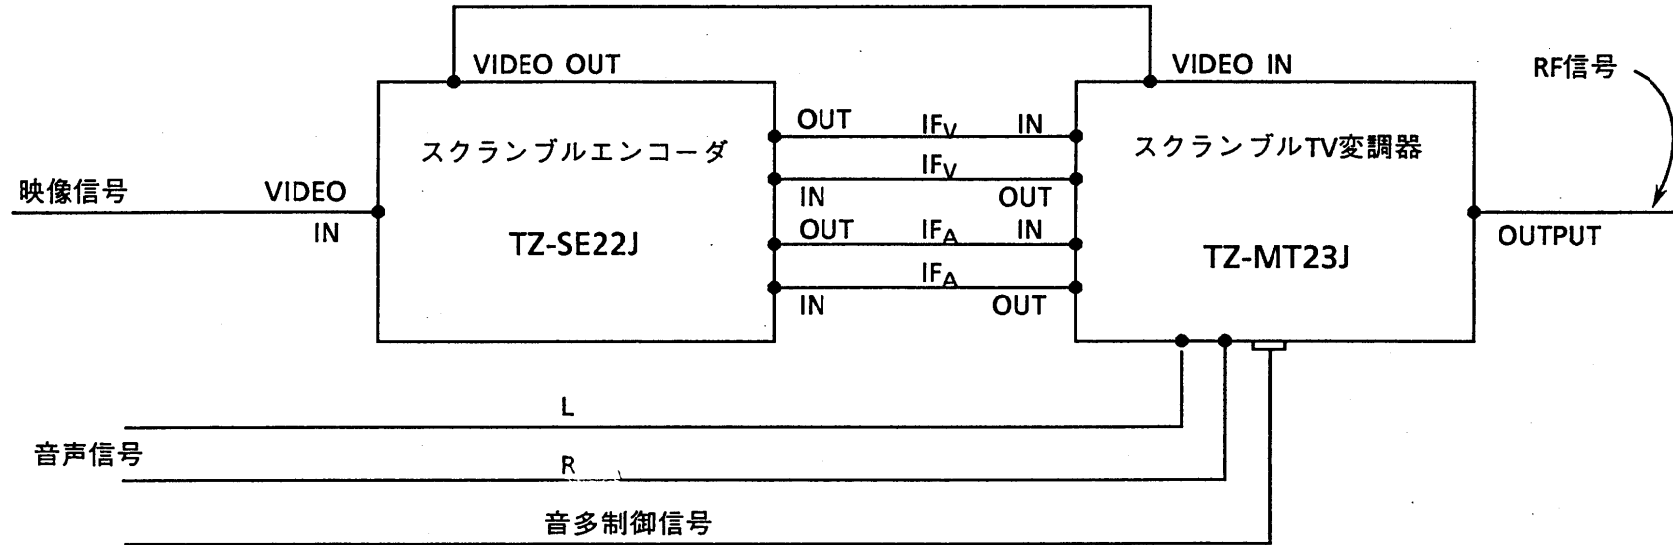 VIDEO OUT
VIDEO IN
RF信号
OUT IFV IN
スクランブルエンコーダ
スクランブルTV変調器
IFV
映像信号
VIDEO
IN
IN OUT
OUT IFA IN
TZ-SE22J
TZ-MT23J
OUTPUT
IFA
IN OUT
L
音声信号
R
音多制御信号